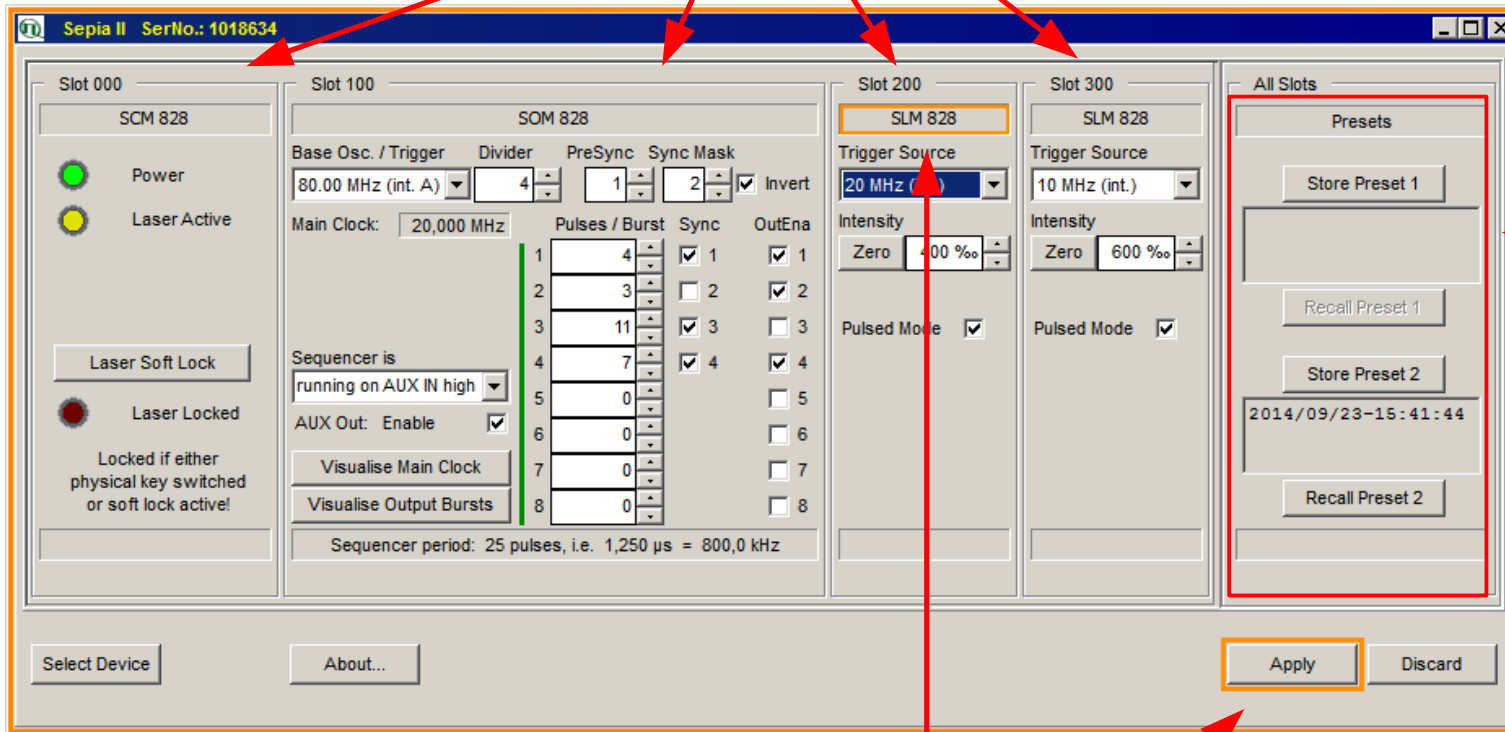 Sepia II SerNo.: 1018634
Slot 000
SCM 828
Power
Laser Active
Laser Soft Lock
Laser Locked
Locked if either
physical key switched
or soft lock active!
Slot 100
SOM 828
Base Osc. / Trigger Divider PreSync Sync Mask
80.00 MHz (int. A) 4 1 2 Invert
Main Clock: 20,000 MHz Pulses / Burst Sync OutEna
1 4 1 1
2 3 2 2
3 11 3 3
Sequencer is
4 7 4 4
running on AUX IN high
5 0 5
AUX Out: Enable
6 0 6
Visualise Main Clock
7 0 7
Visualise Output Bursts
8 0 8
Sequencer period: 25 pulses, i.e. 1,250 µs = 800,0 kHz
Slot 200
SLM 828
Trigger Source
20 MHz
Intensity
Zero 400 ‰
Pulsed Mode
Slot 300
SLM 828
Trigger Source
10 MHz (int.)
Intensity
Zero 600 ‰
Pulsed Mode
All Slots
Presets
Store Preset 1
Recall Preset 1
Store Preset 2
2014/09/23-15:41:44
Recall Preset 2
Select Device
About...
Apply
Discard